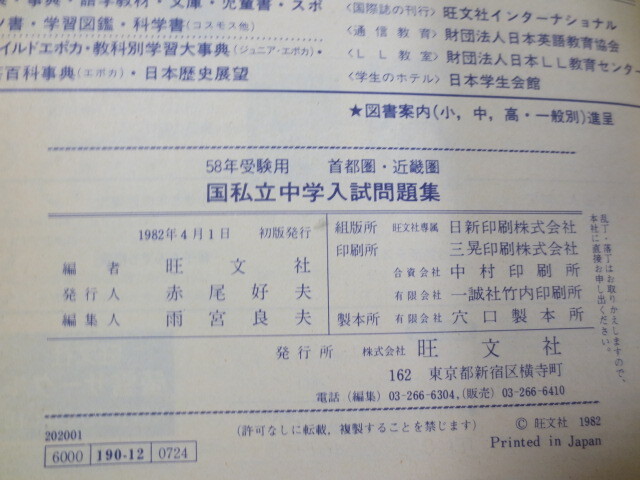 事典・語学教材・文庫・児童書・スポ
ツ書・学習図鑑・科学書(コスモス他)
イルドエポカ・教科別学習大事典(ジュニア・エポカ)・
百科事典(エポカ)・日本歴史展望
〈国際誌の刊行〉旺文社インターナショナル
〈通信教育〉財団法人日本英語教育協会
〈LL教室〉財団法人日本LL教育センター
〈学生のホテル〉日本学生会館
★図書案内(小,中,高・一般別)進呈
58年受験用 首都圏・近畿圏
国私立中学入試問題集
1982年4月1日 初版発行
編者 旺文社
発行人 赤尾好夫
編集人 雨宮良夫
組版所 旺文社専属 日新印刷株式会社
印刷所 三晃印刷株式会社
合資会社 中村印刷所
有限会社 一誠社竹内印刷所
製本所 有限会社 穴口製本所
発行所 株式会社 旺文社
162 東京都新宿区横寺町
電話(編集)03-266-6304,(販売)03-266-6410
乱丁・落丁はお取りかえしますので、
本社に直接お申し出ください。
(許可なしに転載,複製することを禁じます)
© 旺文社 1982
Printed in Japan
202001
6000 190-12 0724